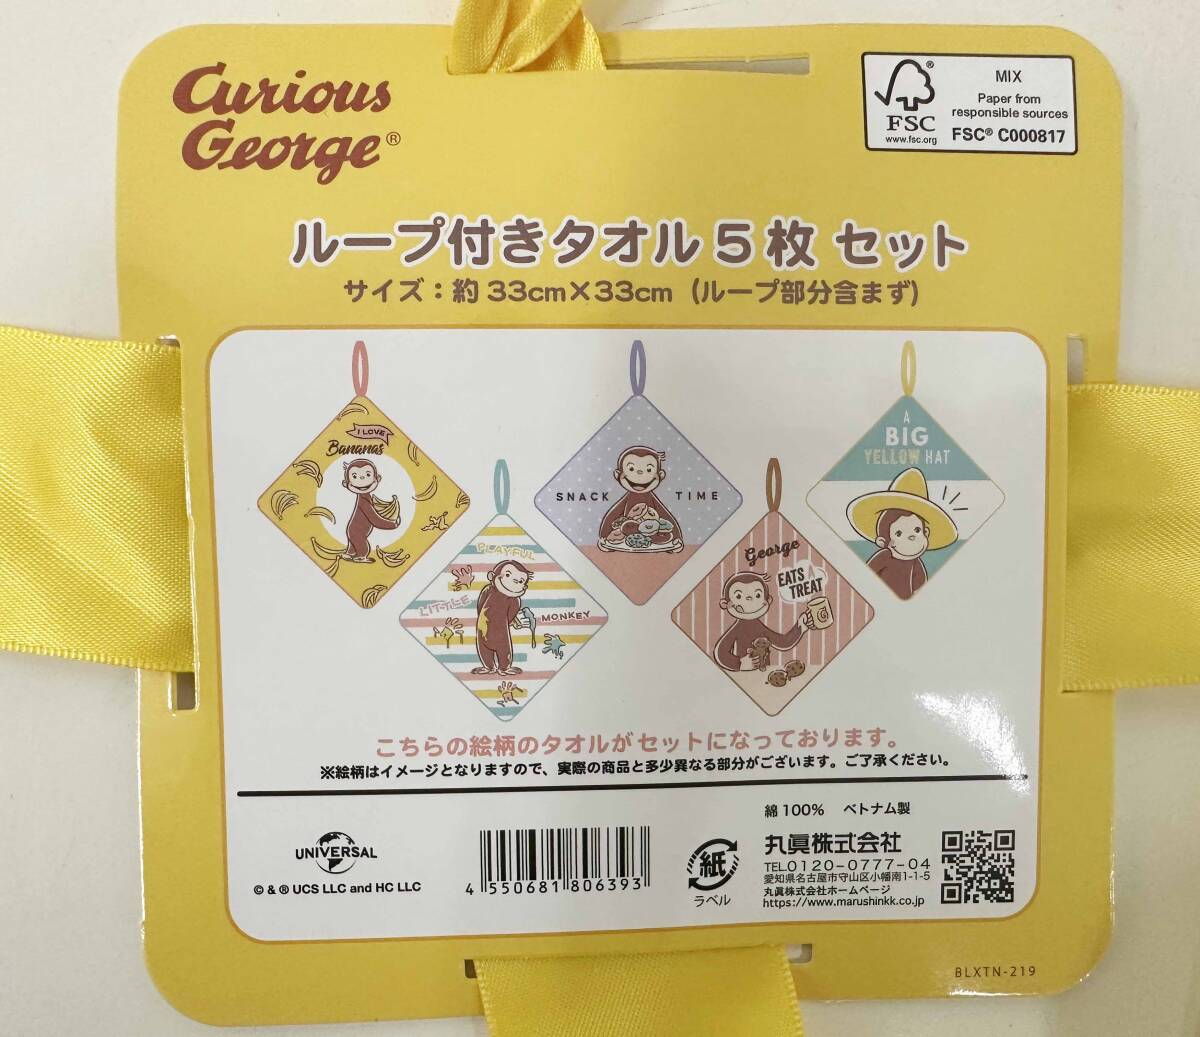 Curious
George®
FSC®
www.fsc.org
MIX
Paper from
responsible sources
FSC® C000817
ループ付きタオル5枚セット
サイズ：約33cm×33cm（ループ部分含まず）
I LOVE
Bananas
PLAYFUL
LITTLE
MONKEY
SNACK TIME
George
EATS A
TREAT
G
A
BIG
YELLOW HAT
こちらの絵柄のタオルがセットになっております。
※絵柄はイメージとなりますので、実際の商品と多少異なる部分がございます。ご了承ください。
綿100% ベトナム製
UNIVERSAL
© & ® UCS LLC and HC LLC
4 550681 806393
紙
ラベル
丸眞株式会社
TEL.0120-0777-04
愛知県名古屋市守山区小幡南1-1-5
丸眞株式会社ホームページ
https://www.marushinkk.co.jp
BLXTN-219